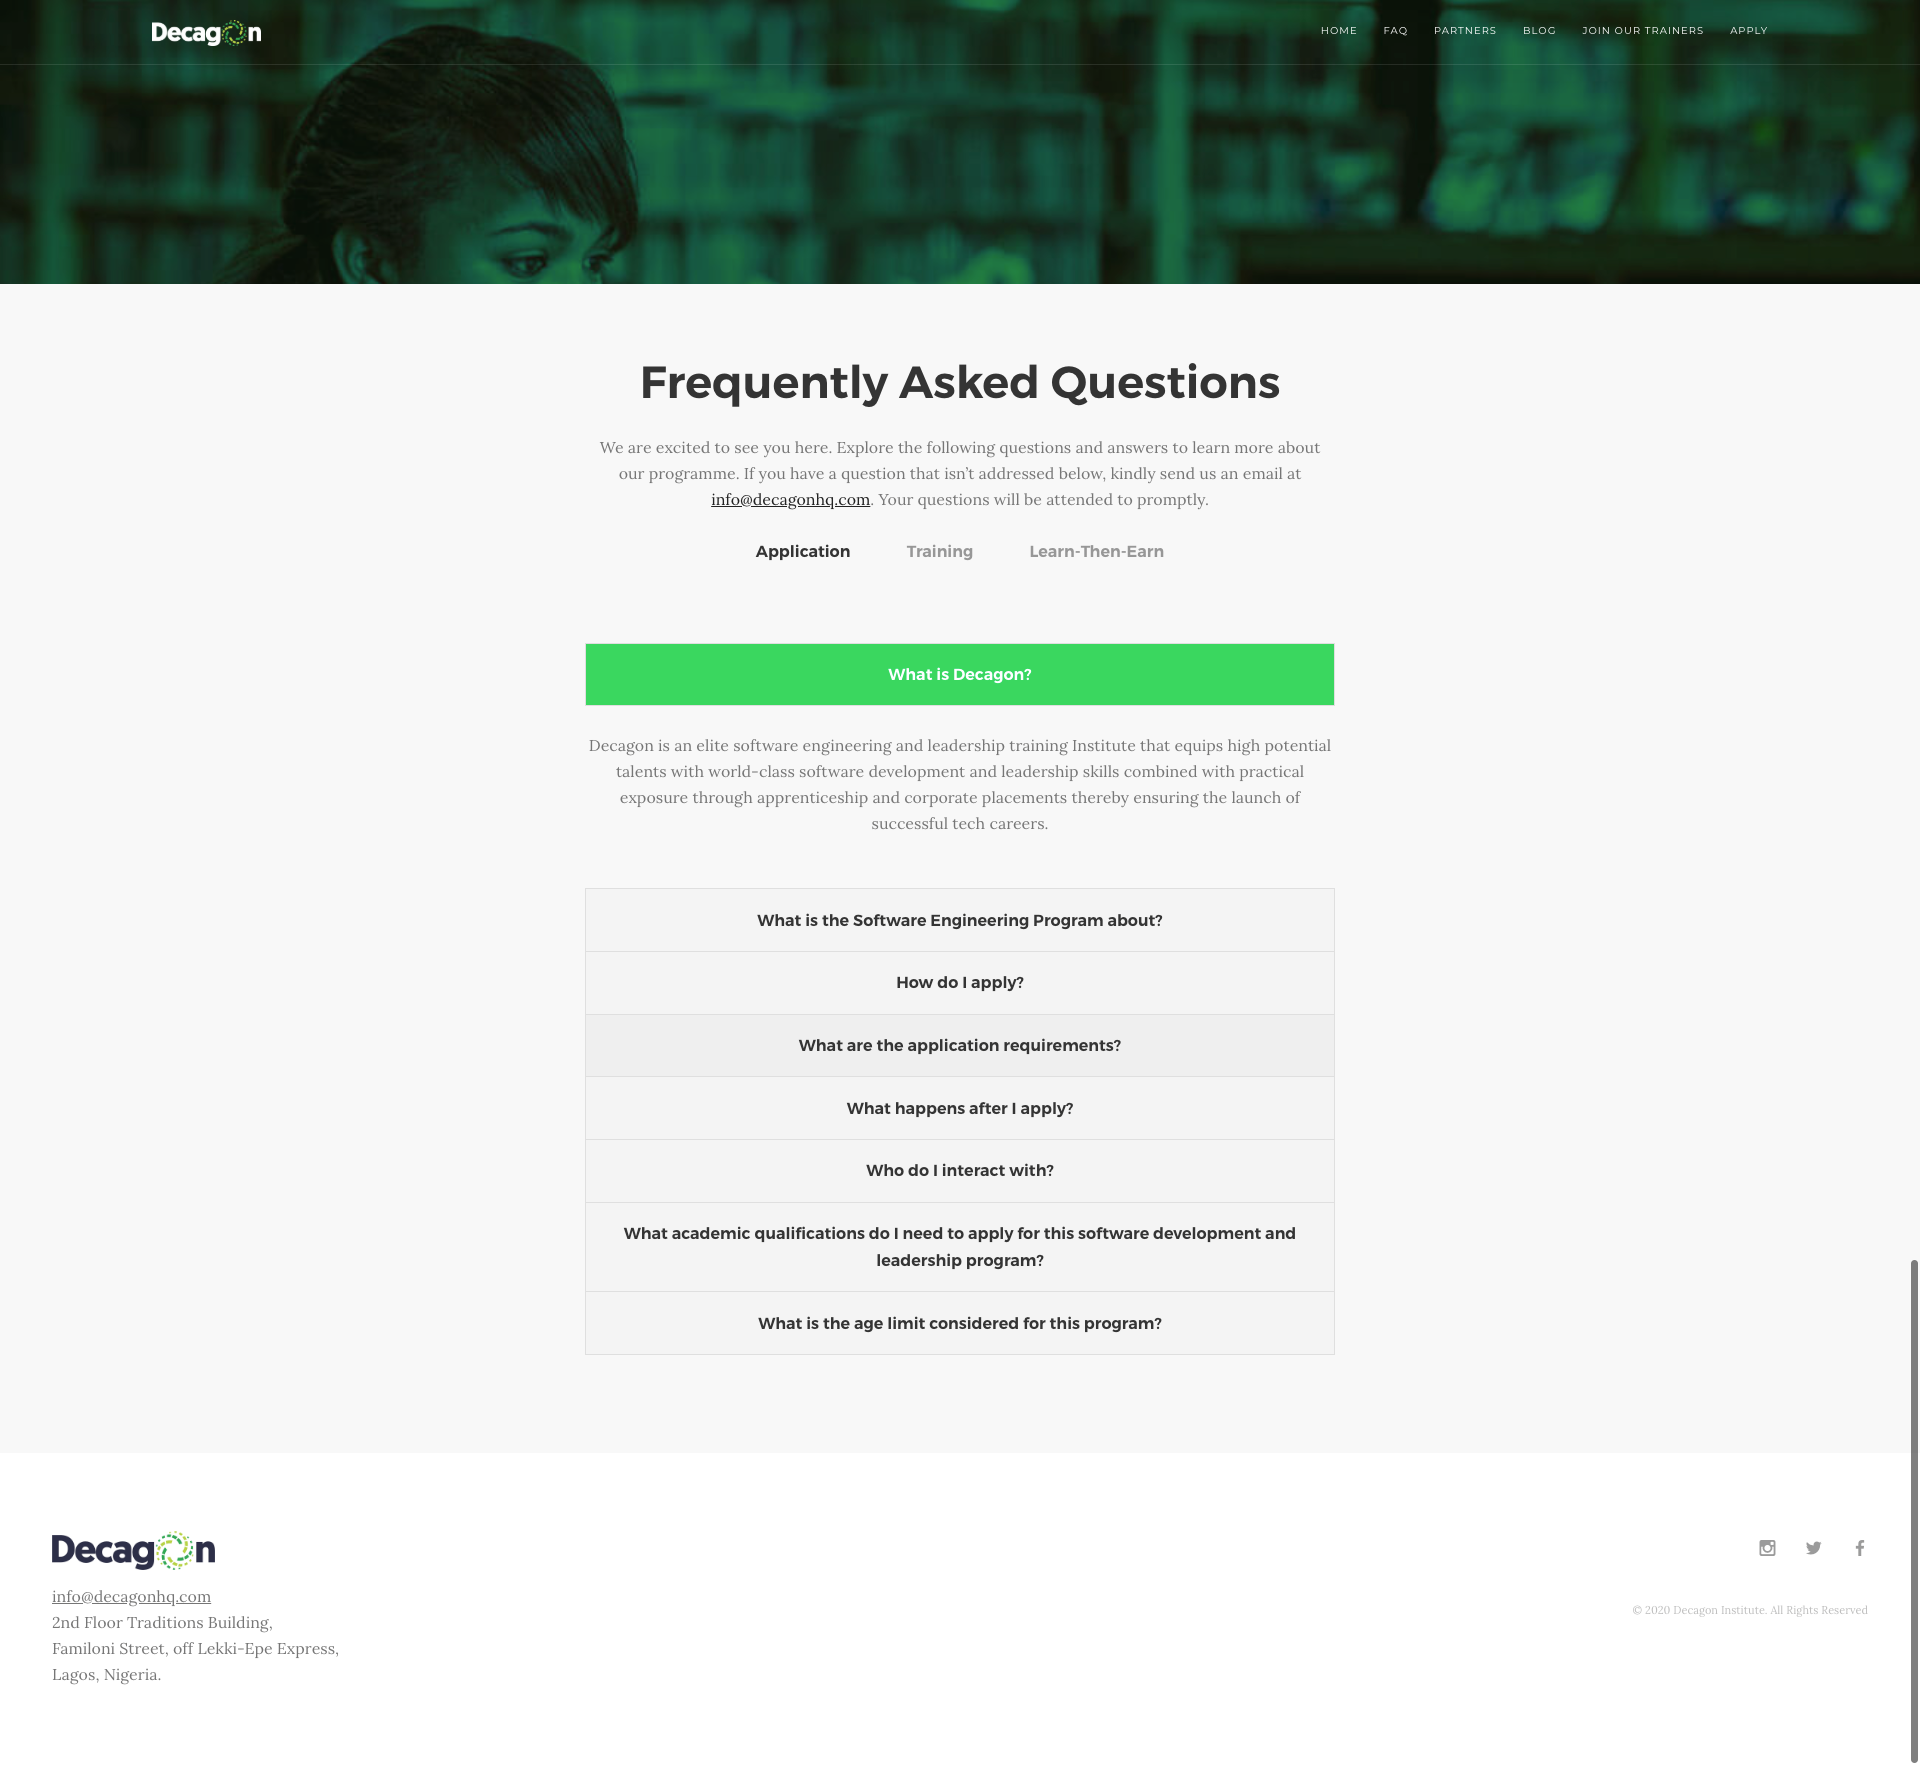 Decagon
HOME FAQ PARTNERS BLOG JOIN OUR TRAINERS APPLY
Frequently Asked Questions
We are excited to see you here. Explore the following questions and answers to learn more about
our programme. If you have a question that isn’t addressed below, kindly send us an email at
info@decagonhq.com. Your questions will be attended to promptly.
Application Training Learn-Then-Earn
What is Decagon?
Decagon is an elite software engineering and leadership training Institute that equips high potential
talents with world-class software development and leadership skills combined with practical
exposure through apprenticeship and corporate placements thereby ensuring the launch of
successful tech careers.
What is the Software Engineering Program about?
How do I apply?
What are the application requirements?
What happens after I apply?
Who do I interact with?
What academic qualifications do I need to apply for this software development and
leadership program?
What is the age limit considered for this program?
Decagon
info@decagonhq.com
2nd Floor Traditions Building,
Familoni Street, off Lekki-Epe Express,
Lagos, Nigeria.
© 2020 Decagon Institute. All Rights Reserved